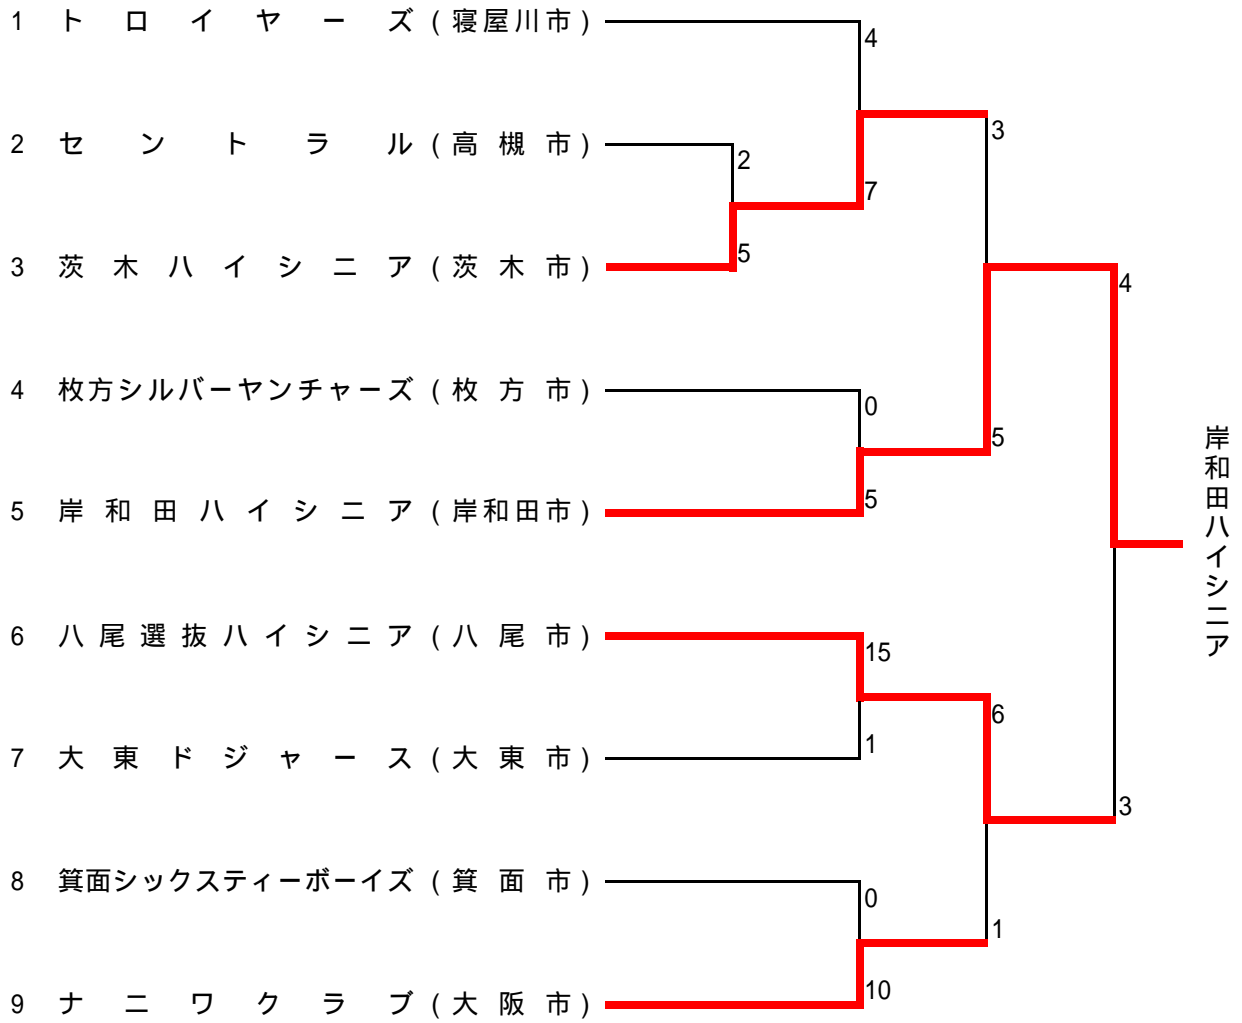 1 トロイヤーズ(寝屋川市)
4
2 セントラル(高槻市)
3
2
7
3 茨木ハイシニア(茨木市)
5
4
4 枚方シルバーヤンチャーズ(枚方市)
0
5
5 岸和田ハイシニア(岸和田市)
5
岸和田ハイシニア
6 八尾選抜ハイシニア(八尾市)
15
6
7 大東ドジャース(大東市)
1
3
8 箕面シックスティーボーイズ(箕面市)
0
1
9 ナニワクラブ(大阪市)
10